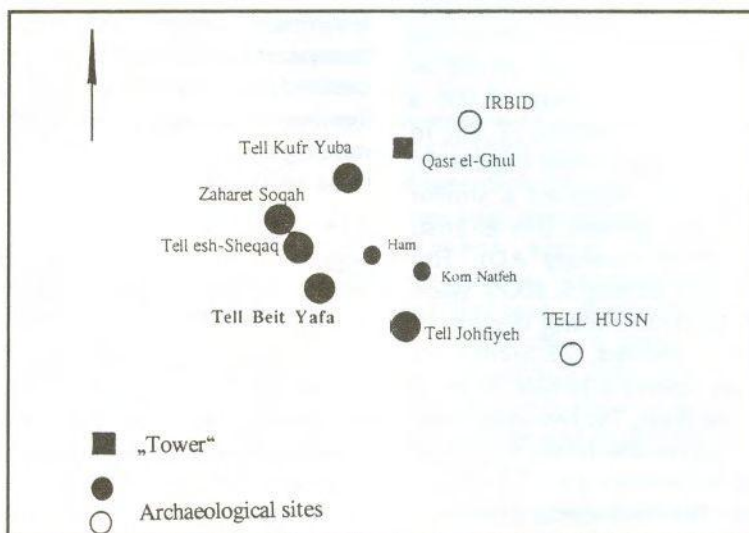 IRBID
Tell Kufr Yuba
Qasr el-Ghul
Zaharet Soqah
Tell esh-Sheqaq
Ham
Kom Natfeh
Tell Beit Yafa
Tell Johfiyeh
TELL HUSN
„Tower“
Archaeological sites